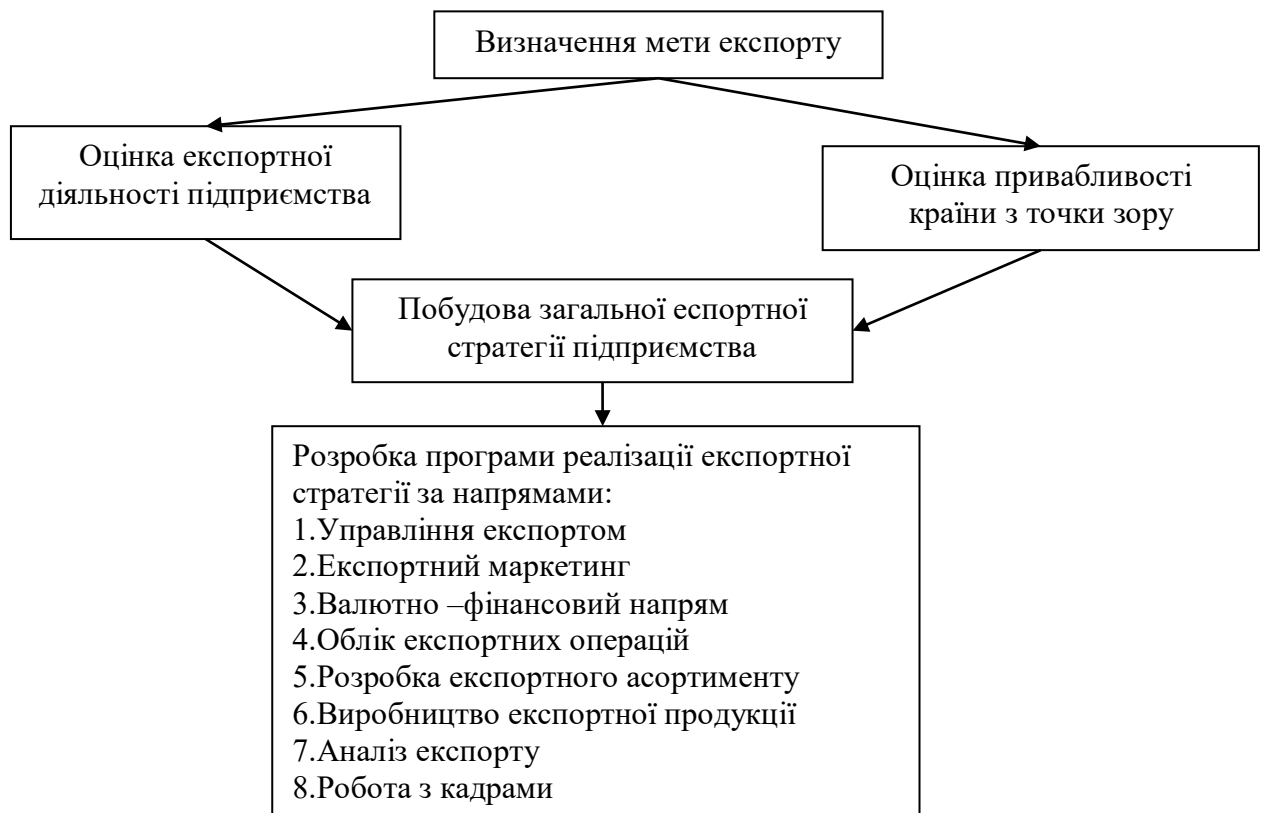 Визначення мети експорту
Оцінка експортної
діяльності підприємства
Оцінка привабливості
країни з точки зору
Побудова загальної еспортної
стратегії підприємства
Розробка програми реалізації експортної
стратегії за напрямами:
1.Управління експортом
2.Експортний маркетинг
3.Валютно –фінансовий напрям
4.Облік експортних операцій
5.Розробка експортного асортименту
6.Виробництво експортної продукції
7.Аналіз експорту
8.Робота з кадрами